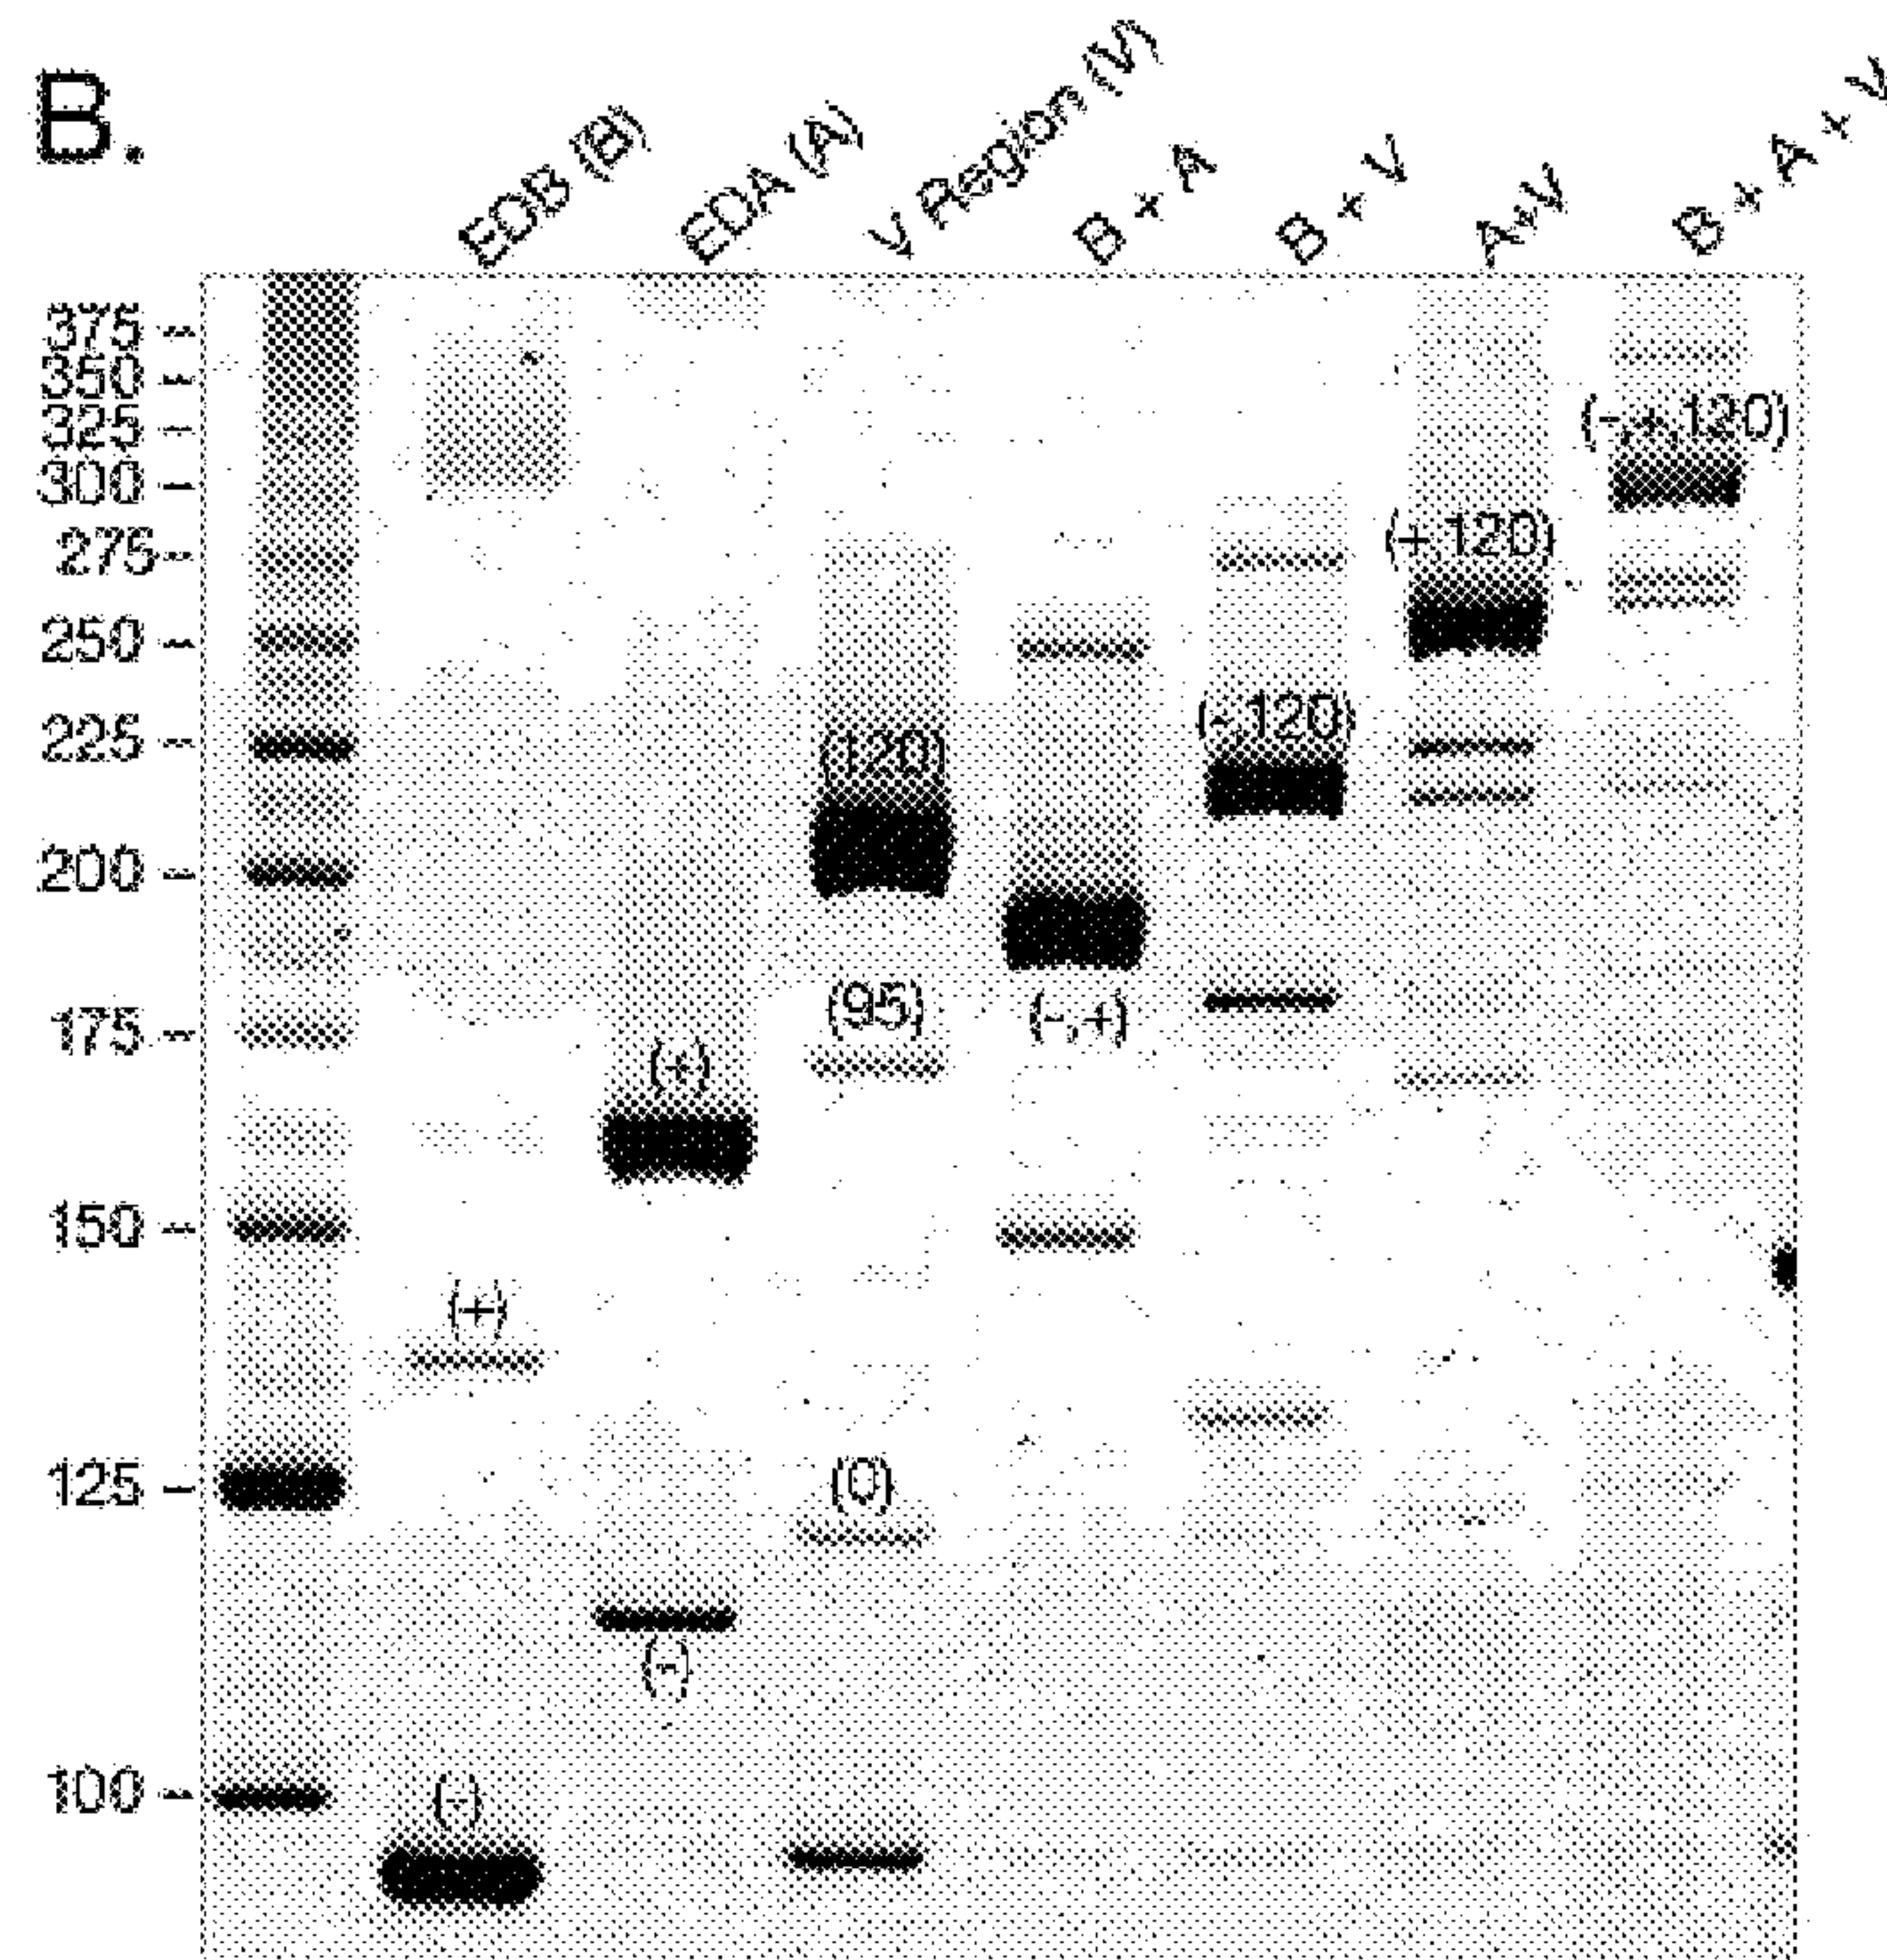 B.
EDB (B)
EDA (A)
V Region (V)
B + A
B + V
A+V
B + A + V
375
350
325
300
275
250
225
200
175
150
125
100
(-,+,120)
(+,120)
(-,120)
(120)
(95)
(-,+)
(+)
(+)
(0)
(-)
(-)